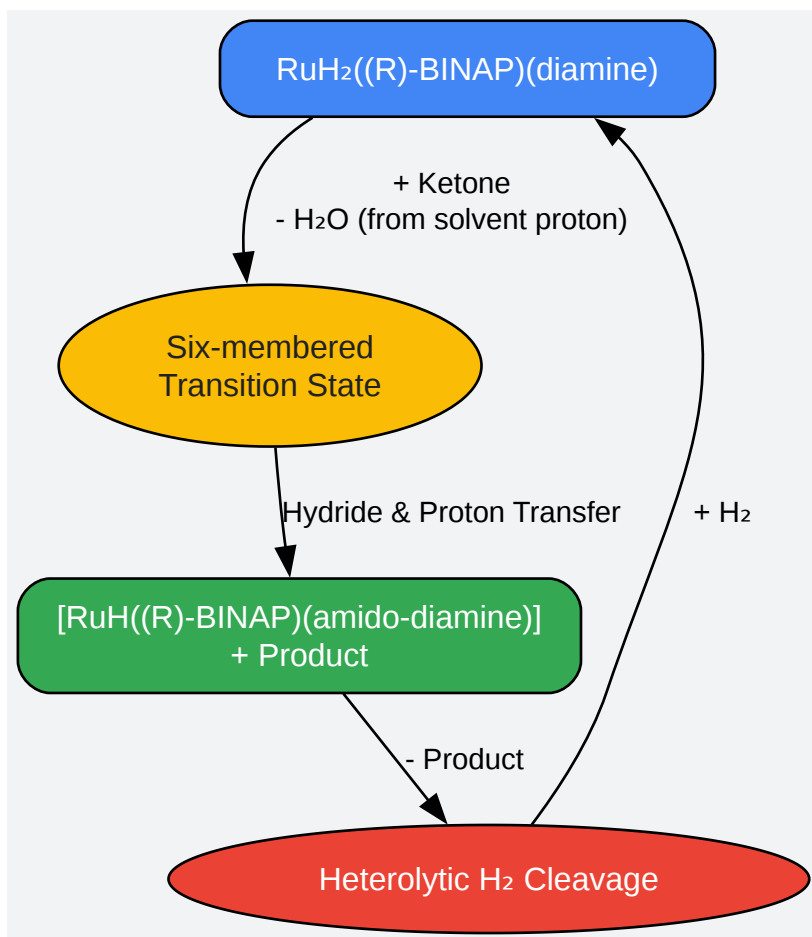 RuH₂((R)-BINAP)(diamine)
+ Ketone
- H₂O (from solvent proton)
Six-membered
Transition State
Hydride & Proton Transfer
+ H₂
[RuH((R)-BINAP)(amido-diamine)]
+ Product
- Product
Heterolytic H₂ Cleavage